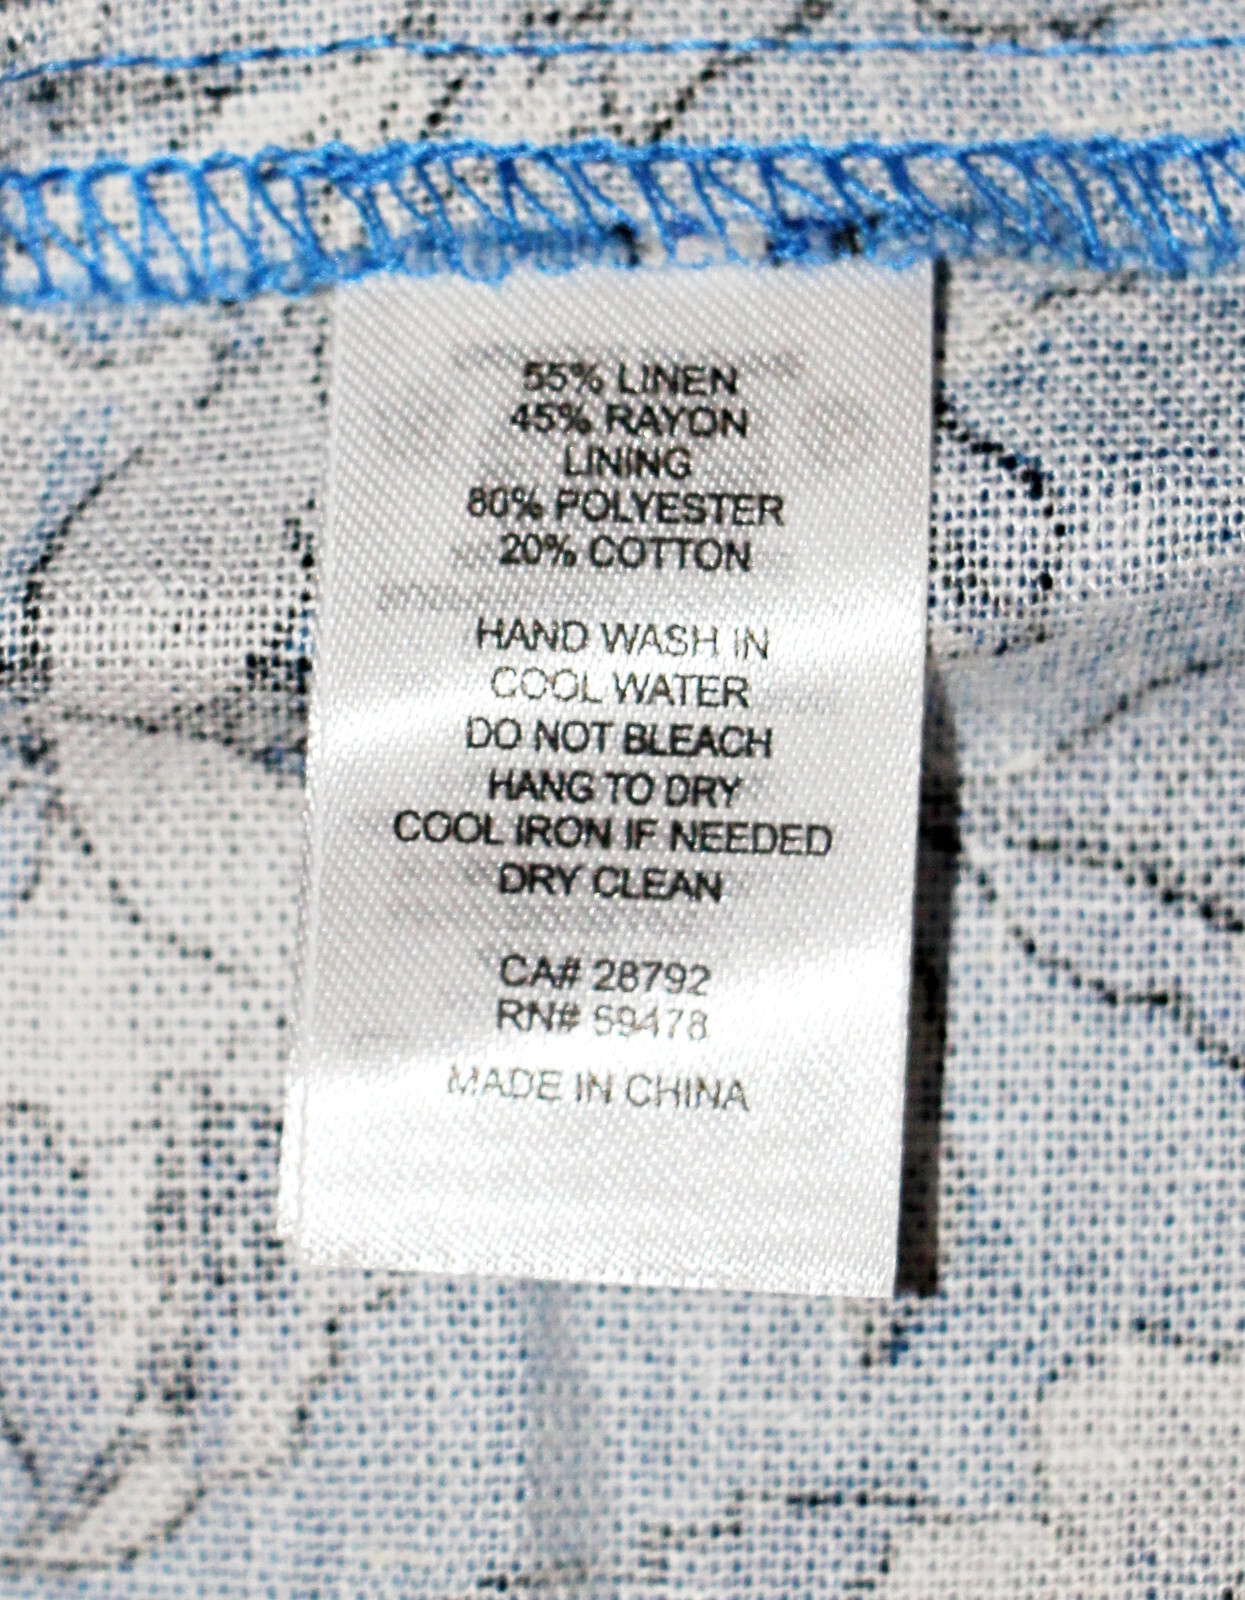 55% LINEN
45% RAYON
LINING
80% POLYESTER
20% COTTON
HAND WASH IN
COOL WATER
DO NOT BLEACH
HANG TO DRY
COOL IRON IF NEEDED
DRY CLEAN
CA# 28792
RN# 59478
MADE IN CHINA